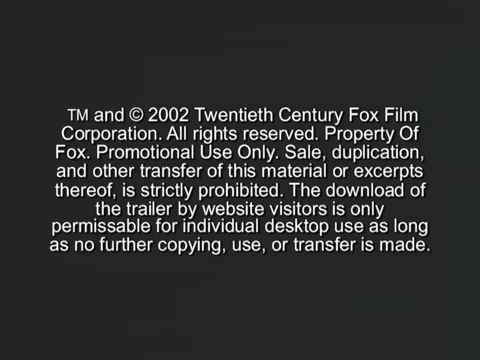 TM and © 2002 Twentieth Century Fox Film
Corporation. All rights reserved. Property Of
Fox. Promotional Use Only. Sale, duplication,
and other transfer of this material or excerpts
thereof, is strictly prohibited. The download of
the trailer by website visitors is only
permissable for individual desktop use as long
as no further copying, use, or transfer is made.